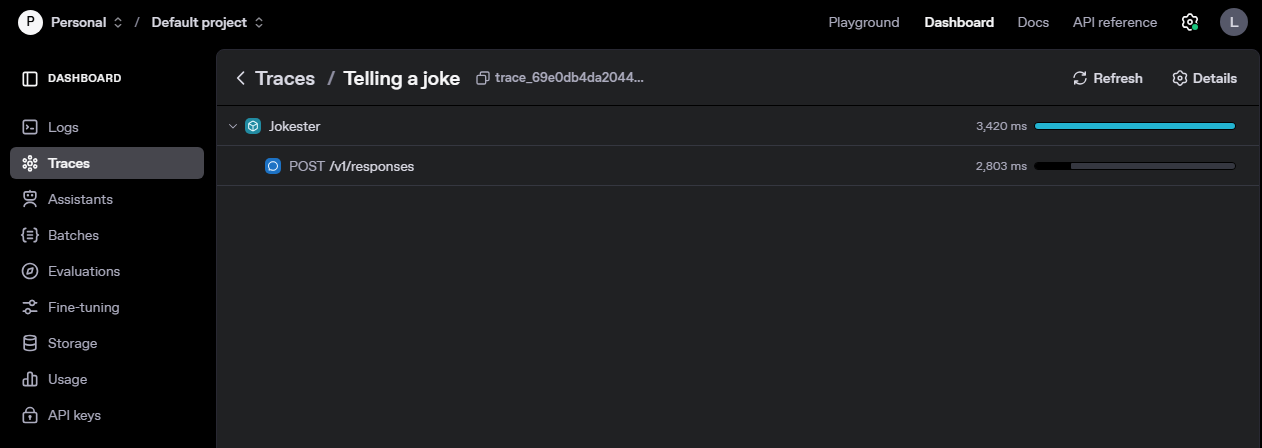 P Personal / Default project Playground Dashboard Docs API reference L
DASHBOARD
Traces / Telling a joke trace_69e0db4da2044... Refresh Details
Logs
Traces
Assistants
Batches
Evaluations
Fine-tuning
Storage
Usage
API keys
Jokester 3,420 ms
POST /v1/responses 2,803 ms